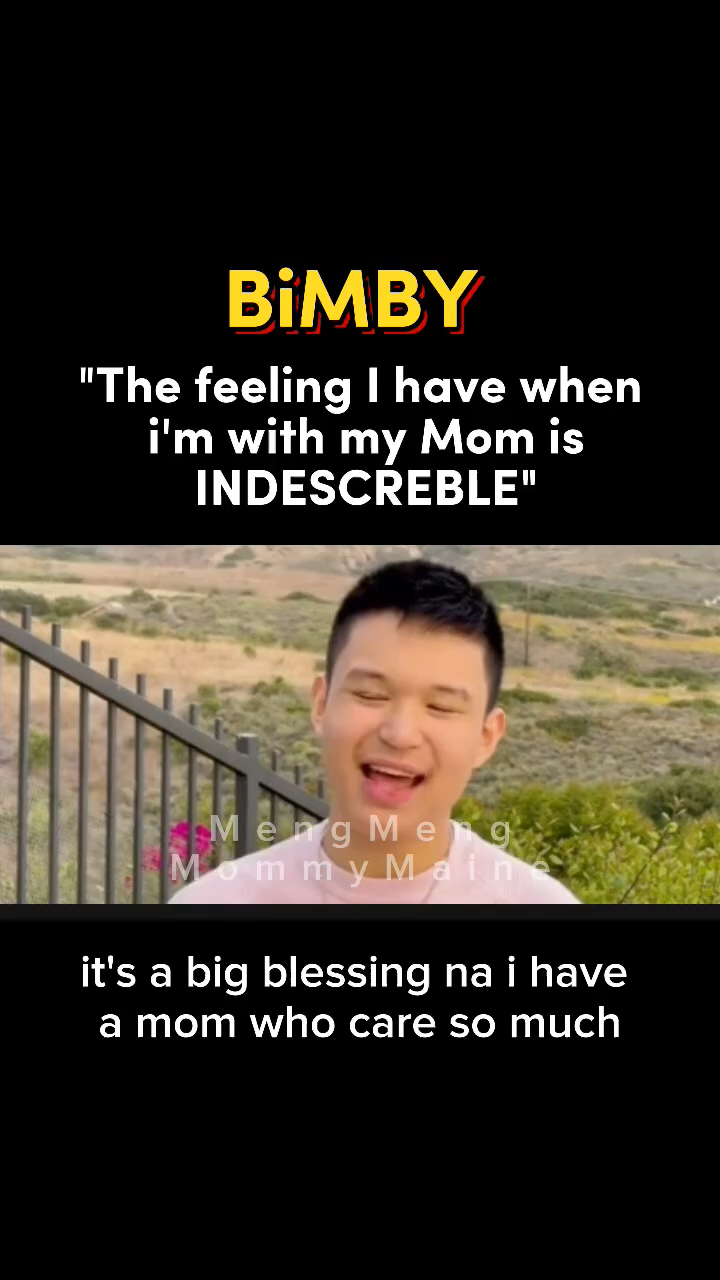 BiMBY
"The feeling I have when
i'm with my Mom is
INDESCREBLE"
MengMeng
MommyMaine
it's a big blessing na i have
a mom who care so much